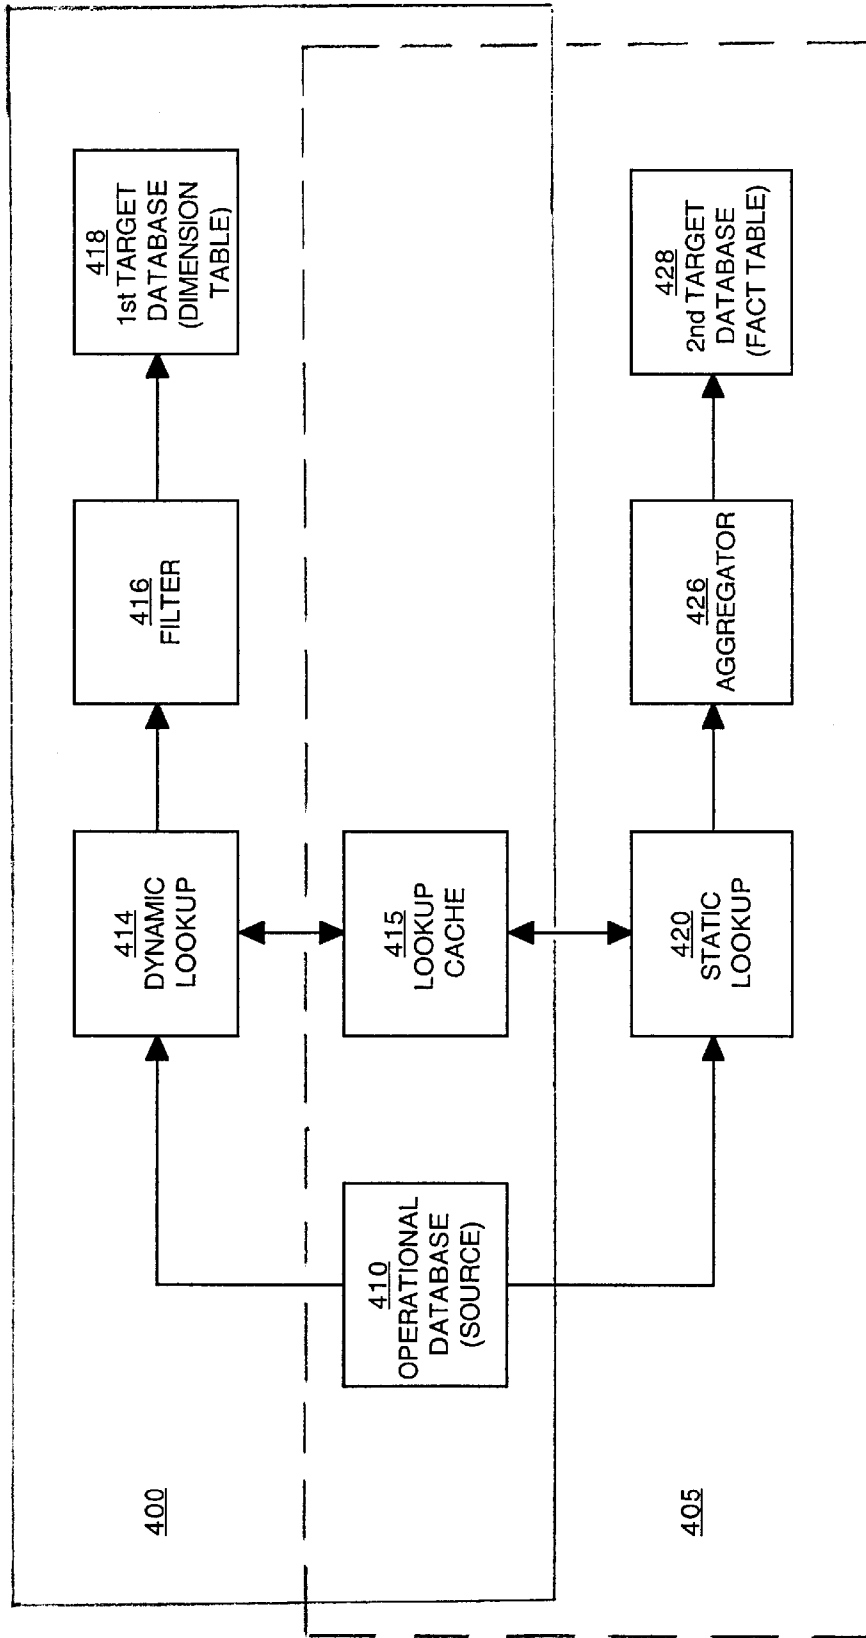 400
414
DYNAMIC
LOOKUP
416
FILTER
418
1st TARGET
DATABASE
(DIMENSION
TABLE)
410
OPERATIONAL
DATABASE
(SOURCE)
415
LOOKUP
CACHE
405
420
STATIC
LOOKUP
426
AGGREGATOR
428
2nd TARGET
DATABASE
(FACT TABLE)